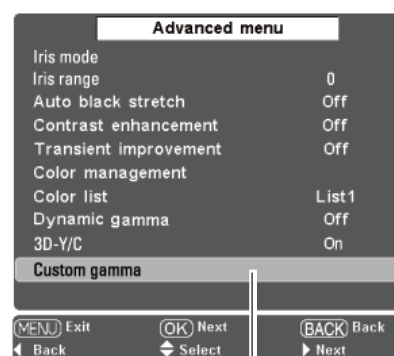 Advanced menu
Iris mode
Iris range 0
Auto black stretch Off
Contrast enhancement Off
Transient improvement Off
Color management
Color list List1
Dynamic gamma Off
3D-Y/C On
Custom gamma
MENU Exit OK Next BACK Back
Back Select Next